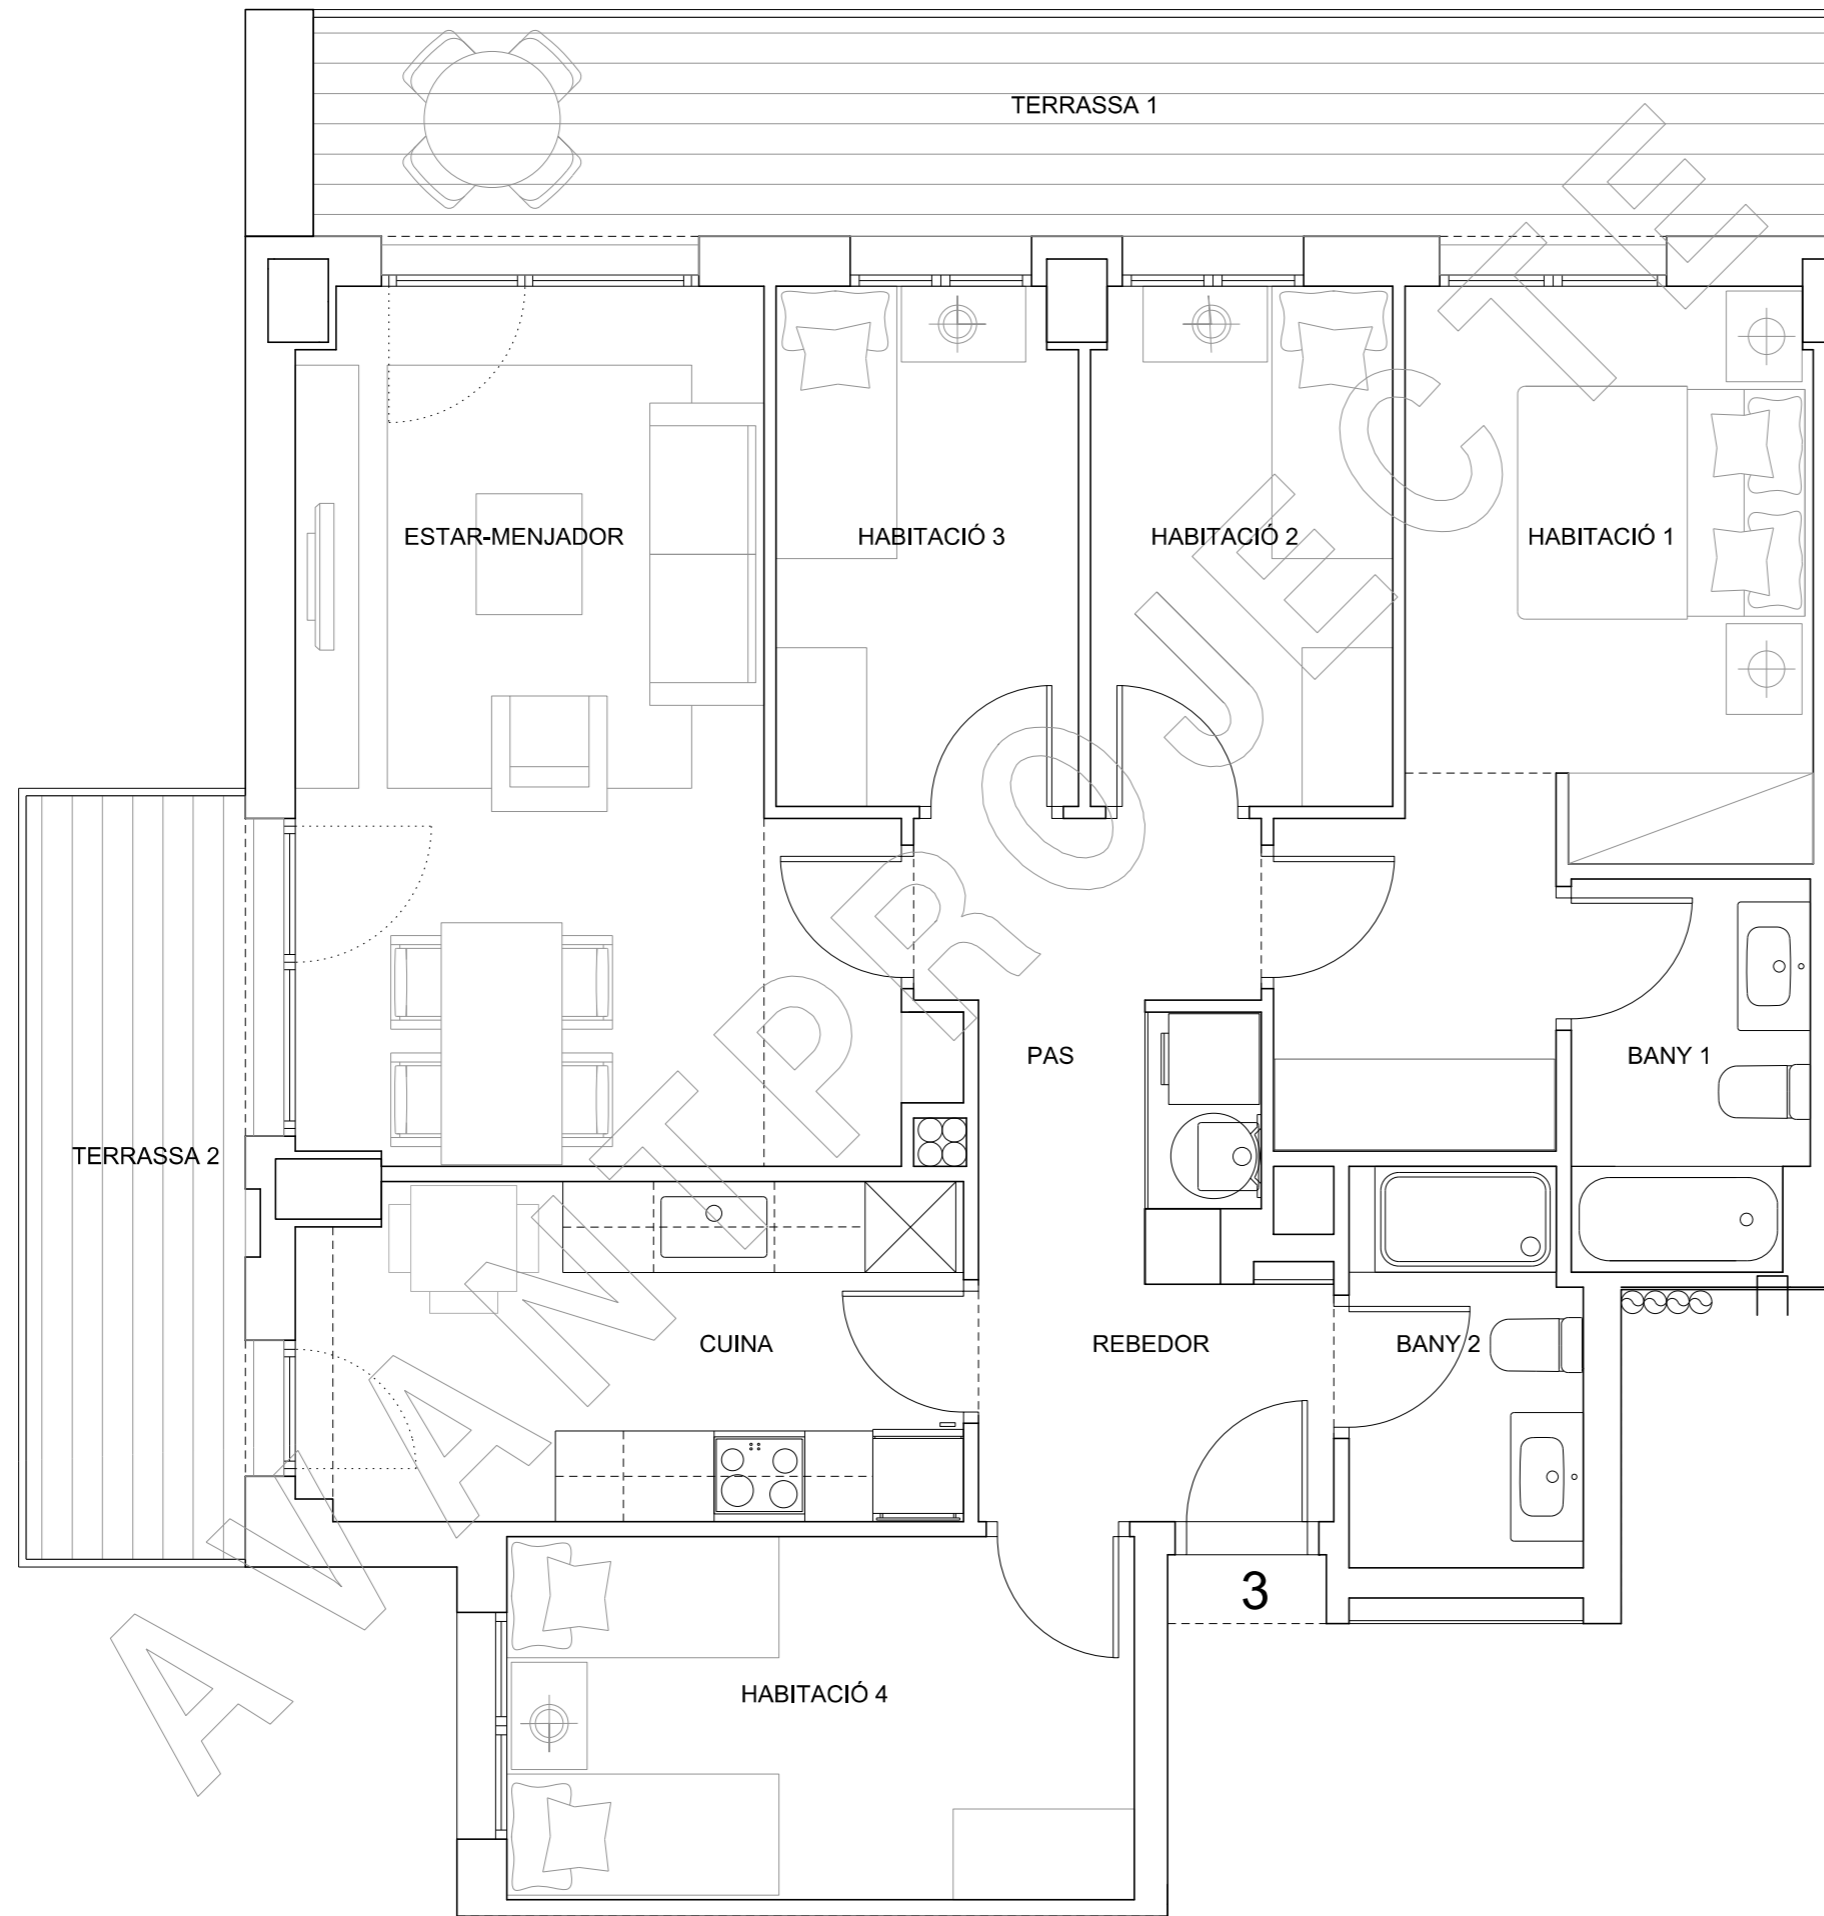 TERRASSA 1
ESTAR-MENJADOR
HABITACIÓ 3
HABITACIÓ 2
HABITACIÓ 1
PAS
BANY 1
TERRASSA 2
CUINA
REBEDOR
BANY 2
3
HABITACIÓ 4
AVANTPROJECTE